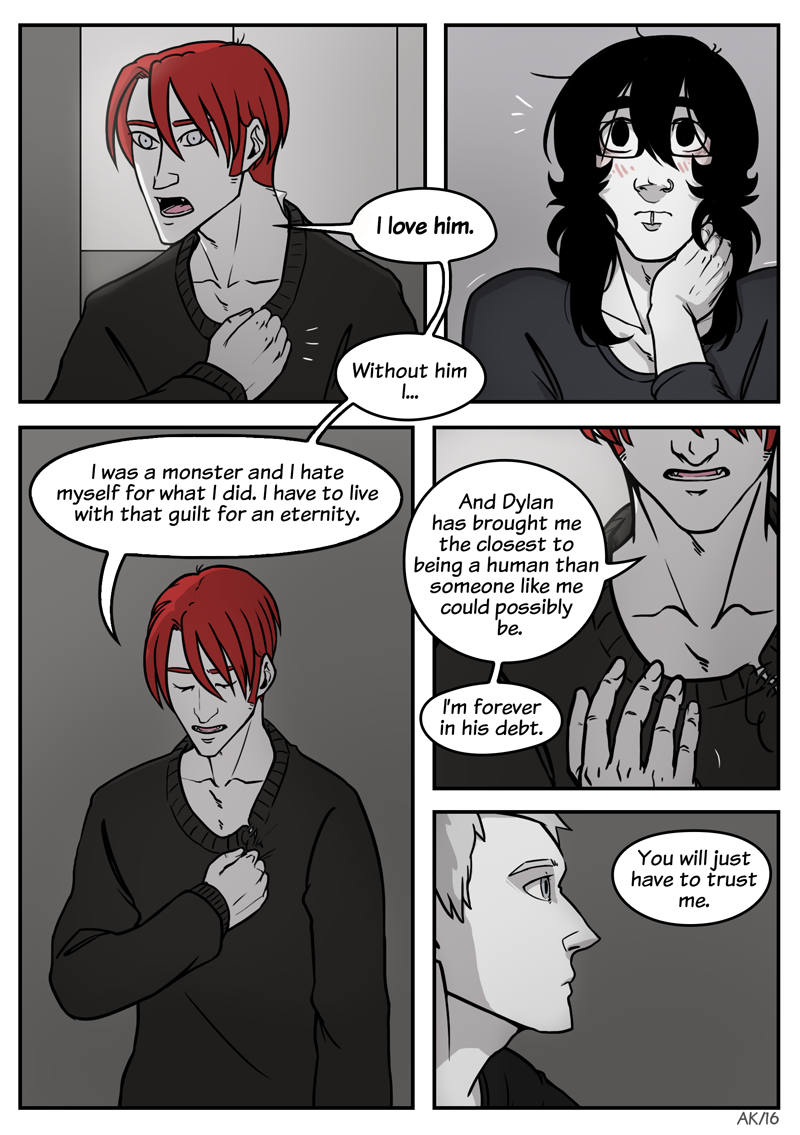 I love him.
Without him
I...
I was a monster and I hate
myself for what I did. I have to live
with that guilt for an eternity.
And Dylan
has brought me
the closest to
being a human than
someone like me
could possibly
be.
I'm forever
in his debt.
You will just
have to trust
me.
AK/16